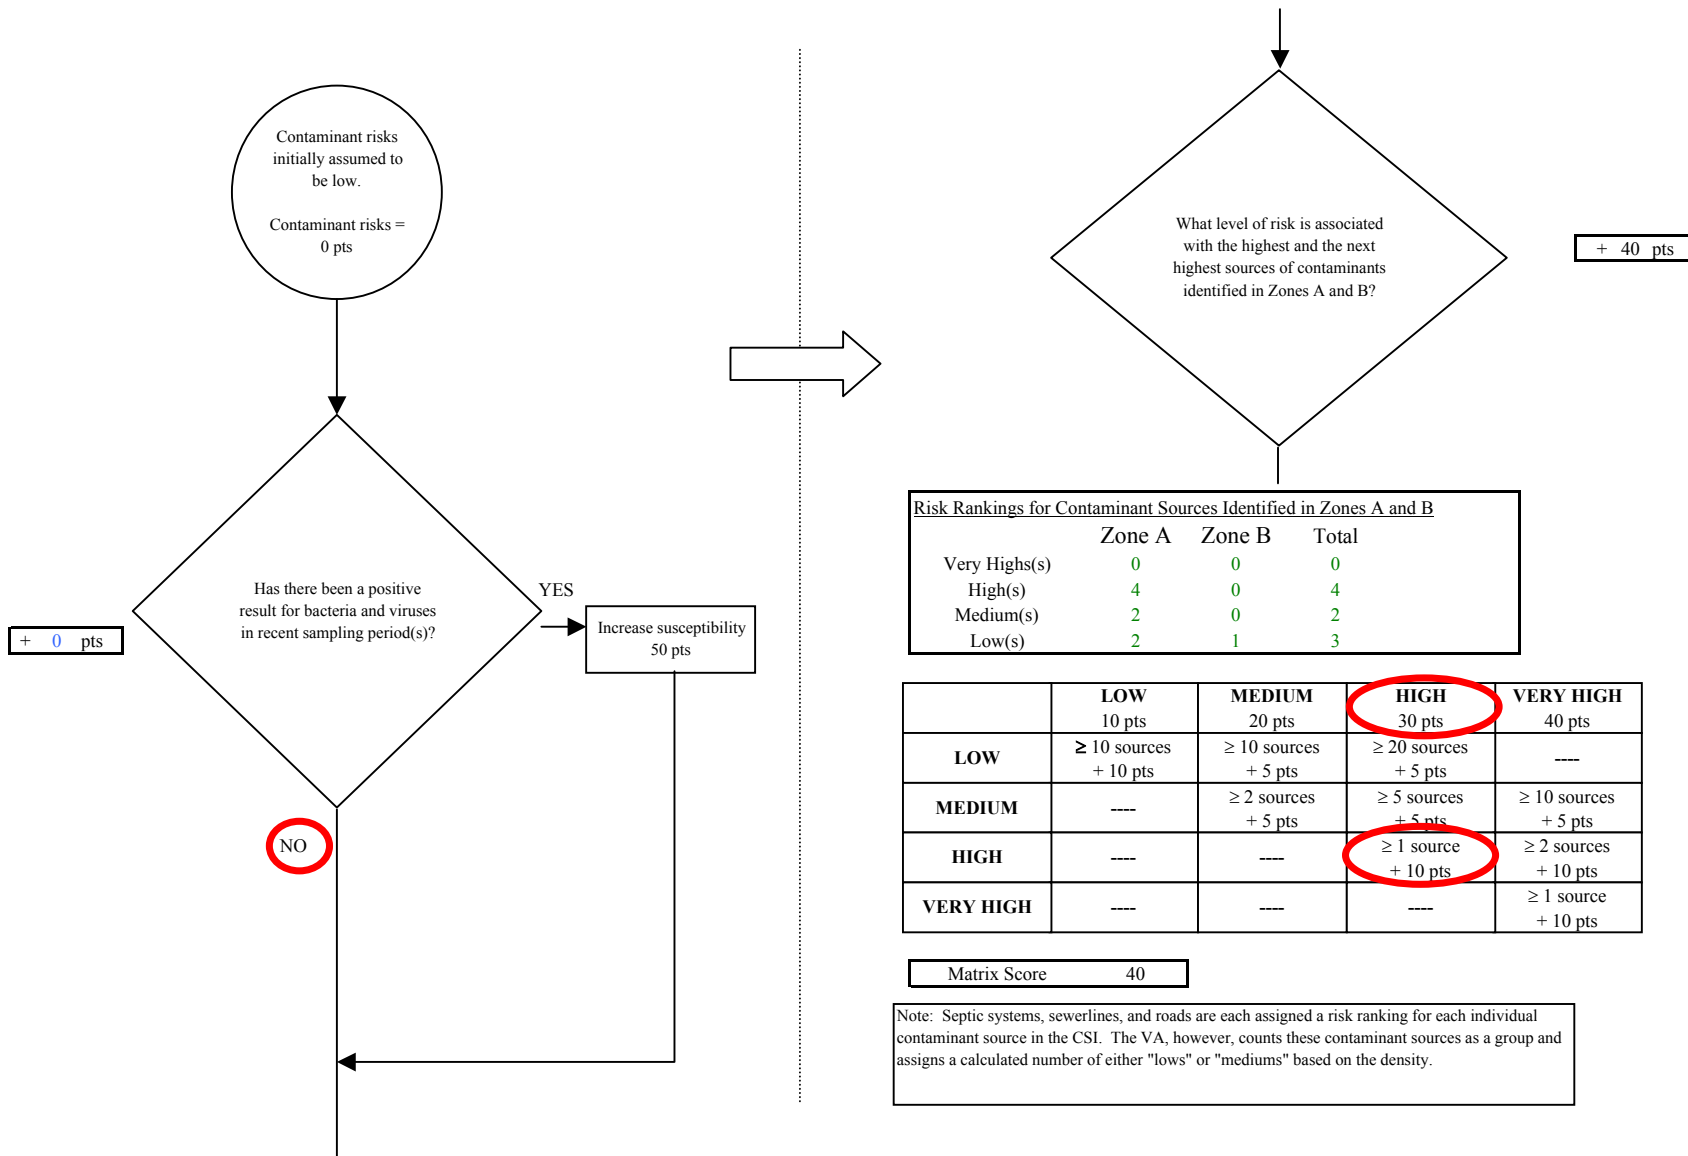 Contaminant risks
initially assumed to
be low.
Contaminant risks =
0 pts
Has there been a positive
result for bacteria and viruses
in recent sampling period(s)?
YES
+ 0 pts
Increase susceptibility
50 pts
NO
What level of risk is associated
with the highest and the next
highest sources of contaminants
identified in Zones A and B?
+ 40 pts
Risk Rankings for Contaminant Sources Identified in Zones A and B
Zone A Zone B Total
Very Highs(s) 0 0 0
High(s) 4 0 4
Medium(s) 2 0 2
Low(s) 2 1 3
LOW MEDIUM HIGH VERY HIGH
10 pts 20 pts 30 pts 40 pts
LOW ≥ 10 sources ≥ 10 sources ≥ 20 sources ----
+ 10 pts + 5 pts + 5 pts
MEDIUM ---- ≥ 2 sources ≥ 5 sources ≥ 10 sources
+ 5 pts + 5 pts + 5 pts
HIGH ---- ---- ≥ 1 source ≥ 2 sources
+ 10 pts + 10 pts
VERY HIGH ---- ---- ---- ≥ 1 source
+ 10 pts
Matrix Score 40
Note: Septic systems, sewerlines, and roads are each assigned a risk ranking for each individual
contaminant source in the CSI. The VA, however, counts these contaminant sources as a group and
assigns a calculated number of either "lows" or "mediums" based on the density.